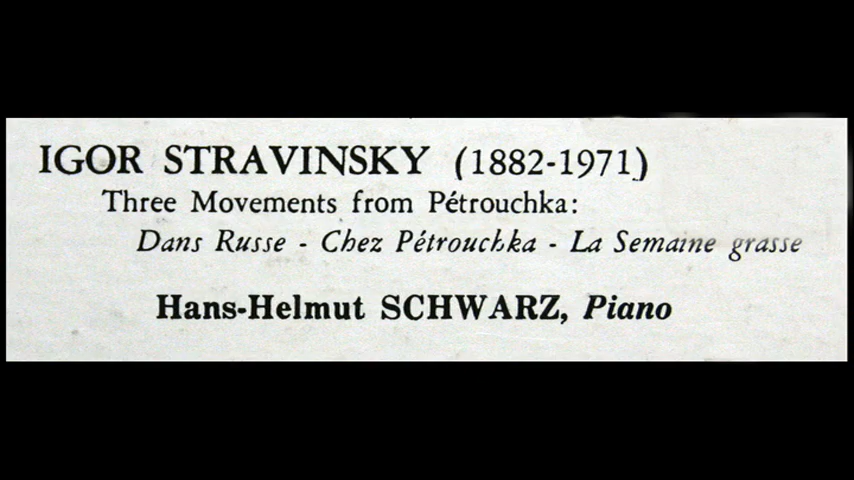 IGOR STRAVINSKY (1882-1971)
Three Movements from Pétrouchka:
Dans Russe - Chez Pétrouchka - La Semaine grasse
Hans-Helmut SCHWARZ, Piano